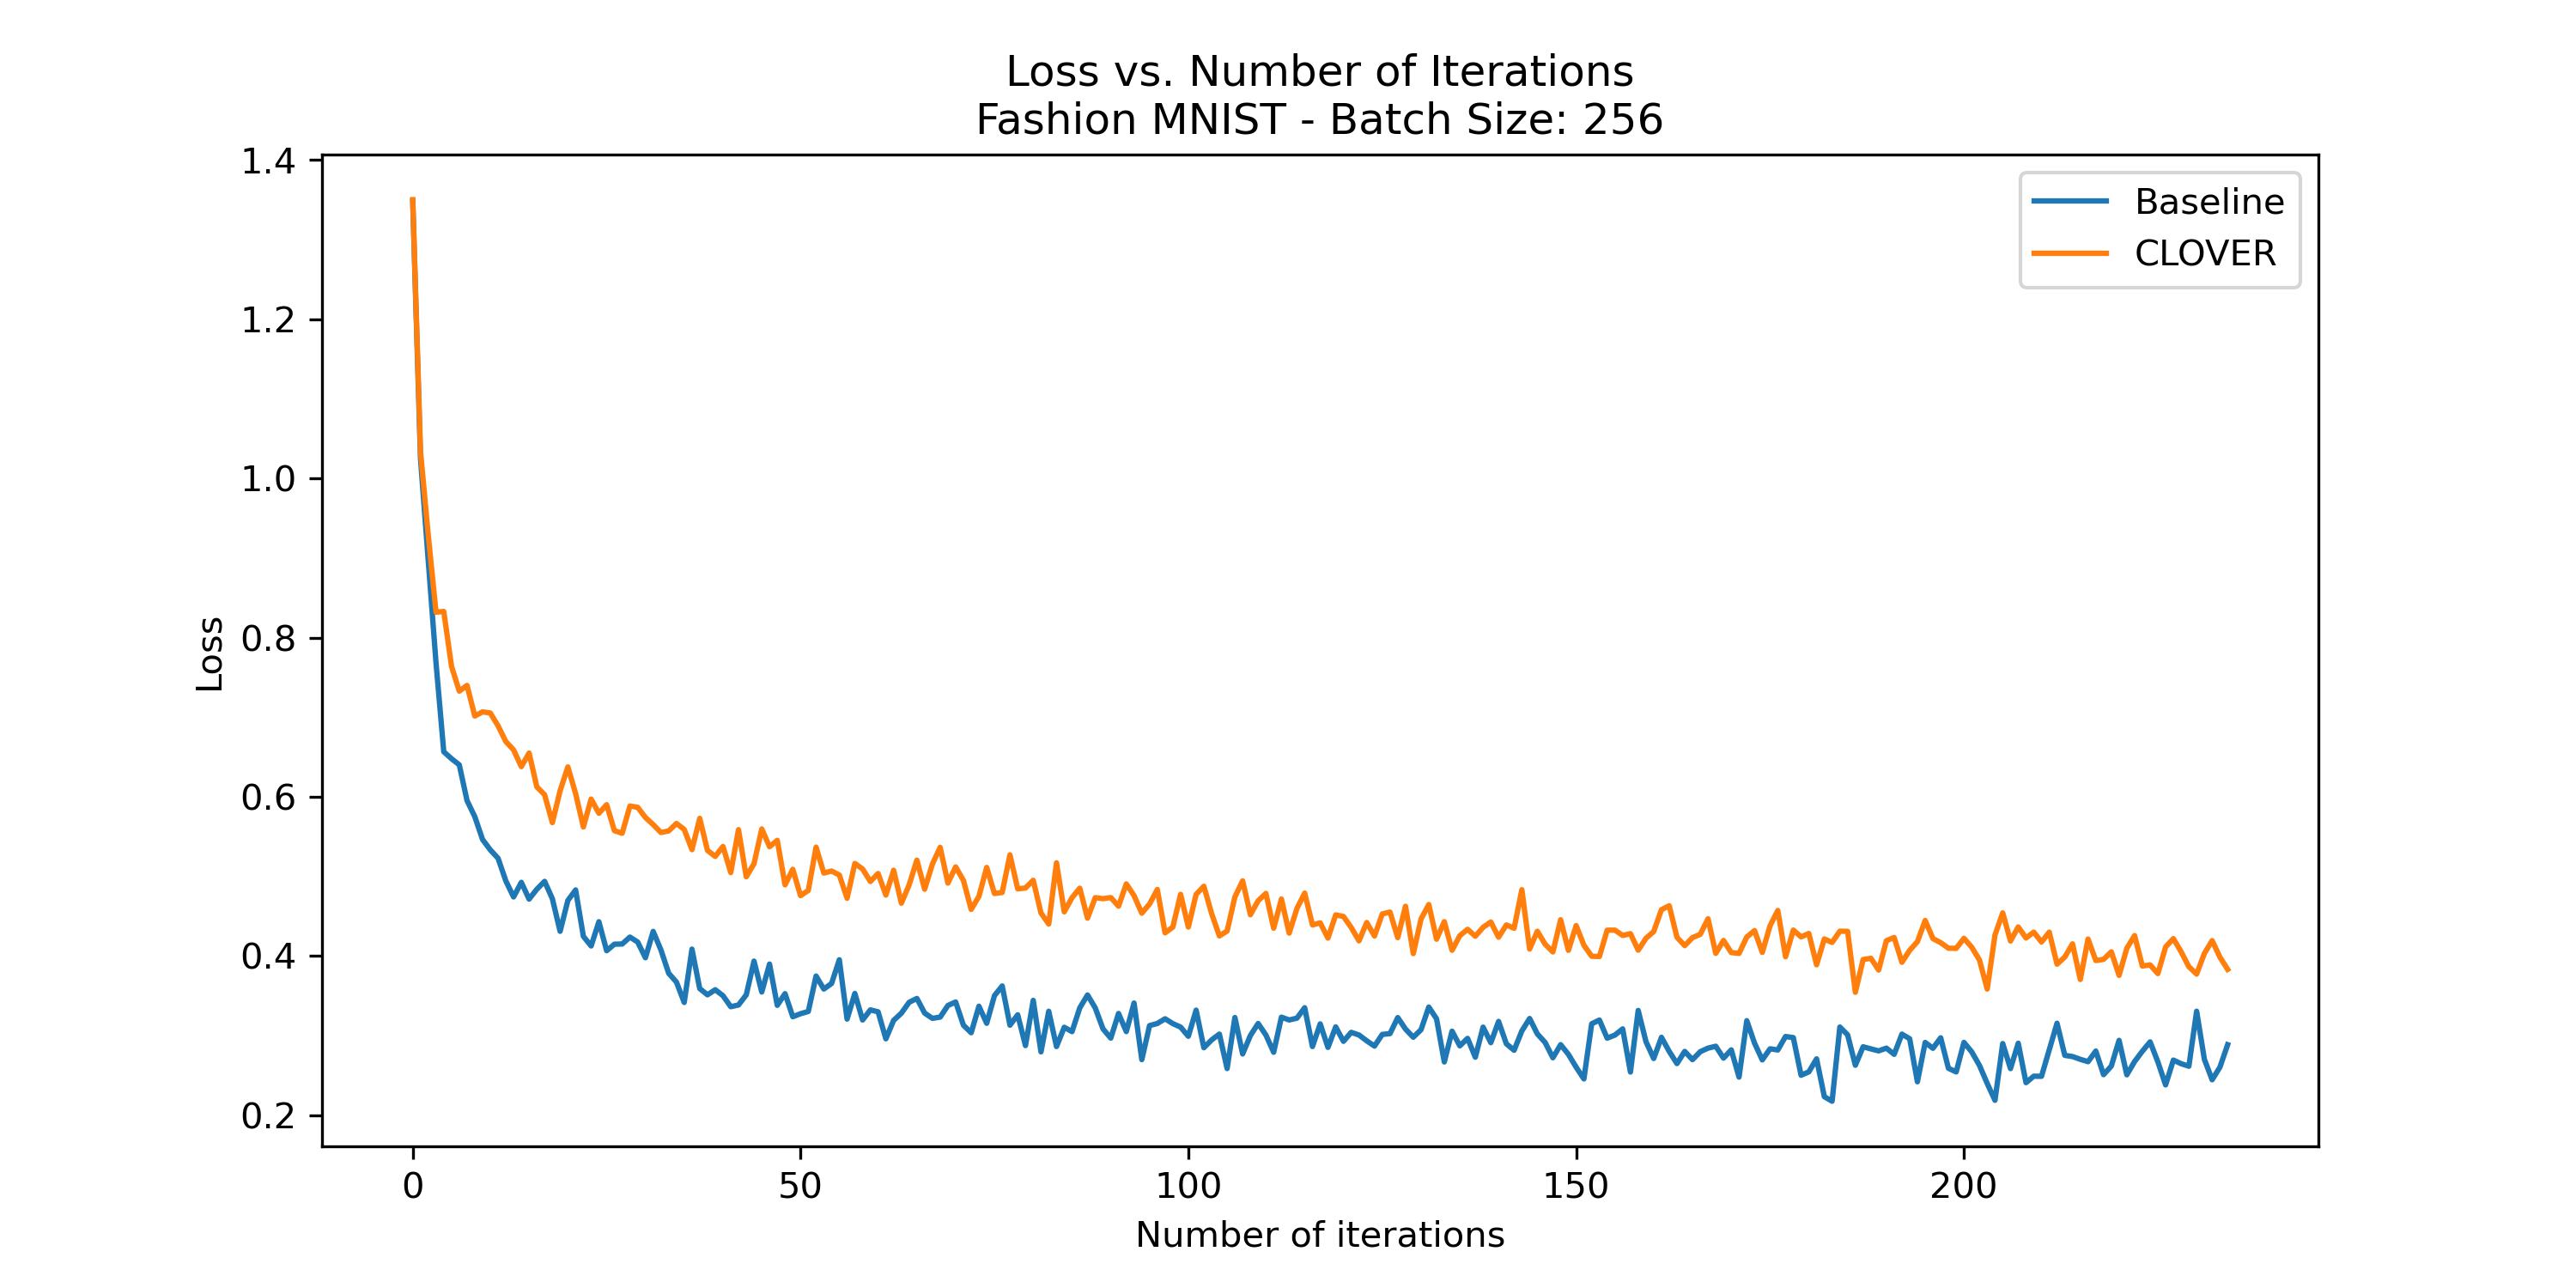 Loss vs. Number of Iterations
Fashion MNIST - Batch Size: 256
1.4
1.2
1.0
0.8
0.6
0.4
0.2
Loss
Baseline
CLOVER
0 50 100 150 200
Number of iterations